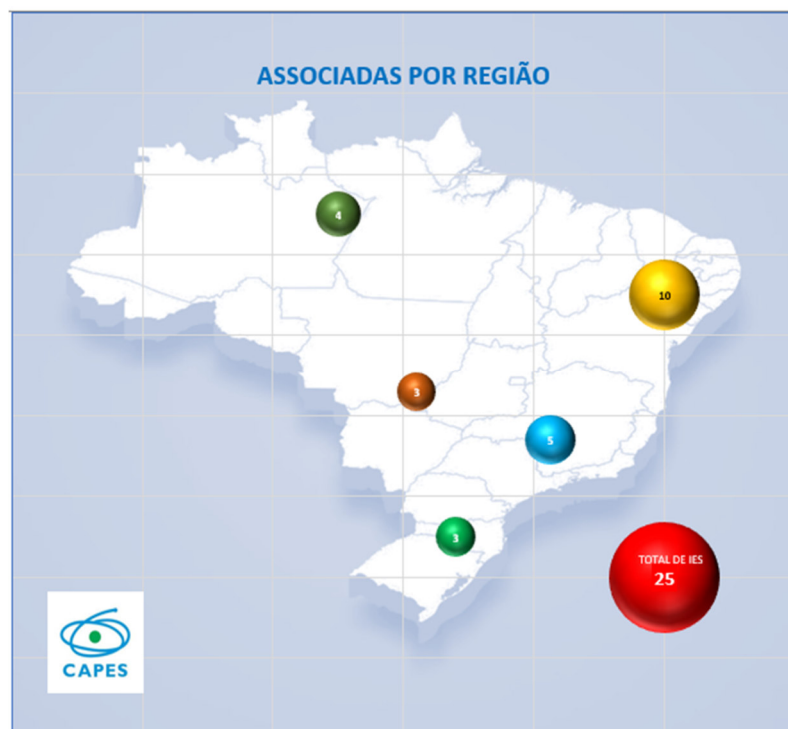 ASSOCIADAS POR REGIÃO
4
10
3
5
3
TOTAL DE IES
25
CAPES